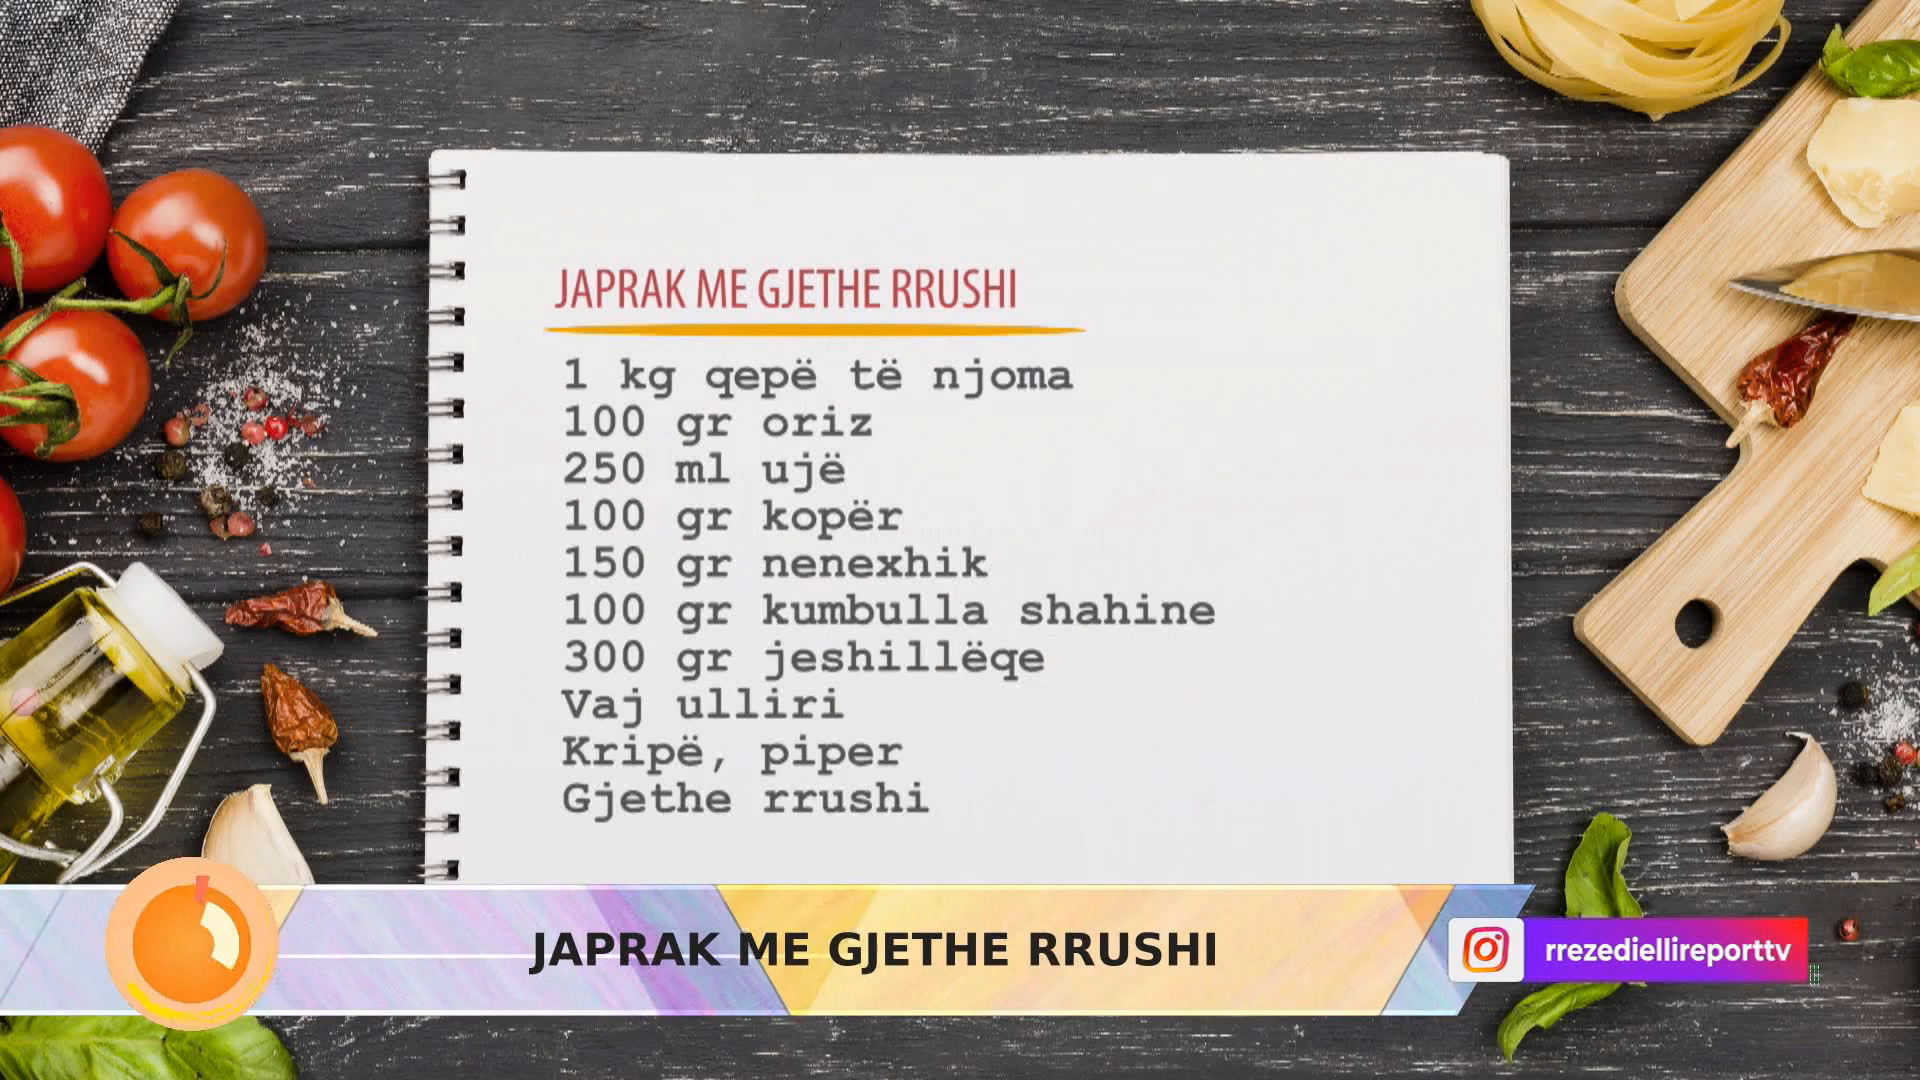 JAPRAK ME GJETHE RRUSHI
1 kg qepë të njoma
100 gr oriz
250 ml ujë
100 gr kopër
150 gr nenexhik
100 gr kumbulla shahine
300 gr jeshillëqe
Vaj ulliri
Kripë, piper
Gjethe rrushi
JAPRAK ME GJETHE RRUSHI
rrezediellireporttv